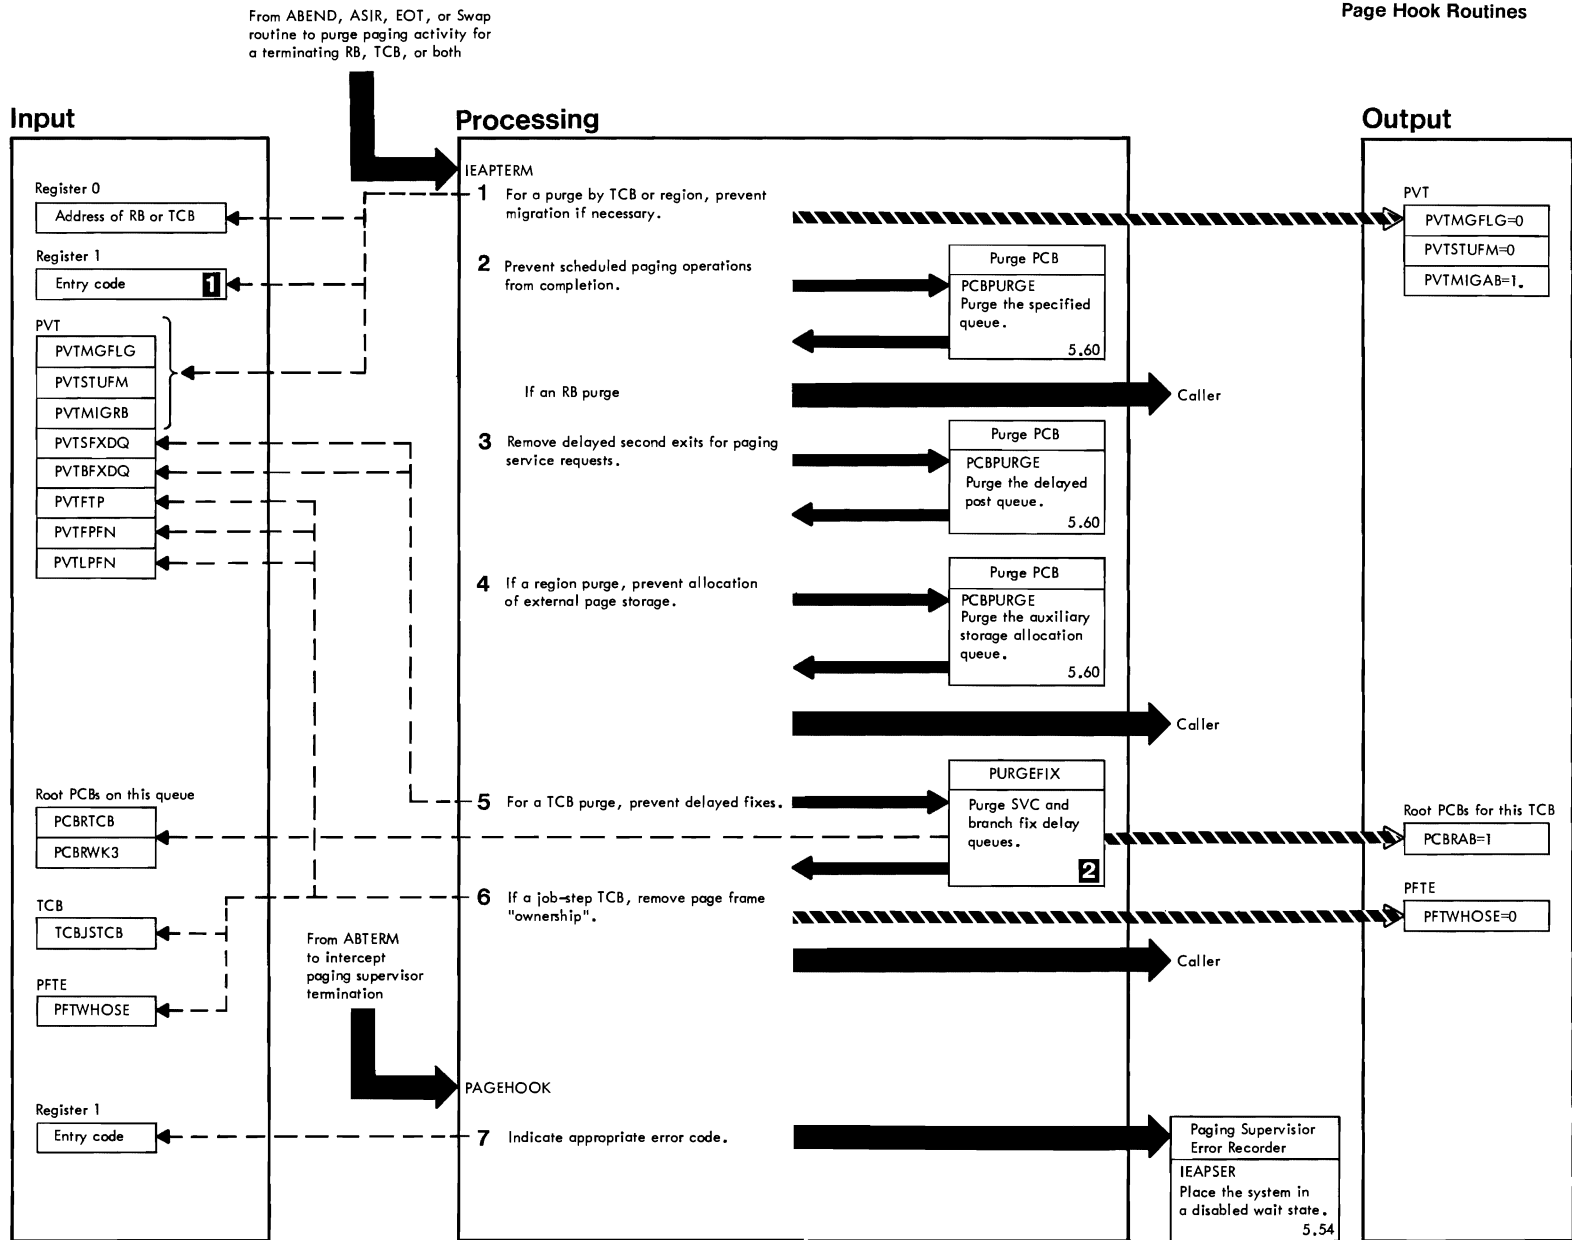 Page Hook Routines
From ABEND, ASIR, EOT, or Swap
routine to purge paging activity for
a terminating RB, TCB, or both
Input
Processing
Output
IEAPTERM
Register 0
Address of RB or TCB
Register 1
Entry code 1
PVT
PVTMGFLG
PVTSTUFM
PVTMIGRB
PVTSFXDQ
PVTBFXDQ
PVTFTP
PVTFPFN
PVTLPFN
1 For a purge by TCB or region, prevent
migration if necessary.
PVT
PVTMGFLG=0
PVTSTUFM=0
PVTMIGAB=1.
2 Prevent scheduled paging operations
from completion.
Purge PCB
PCBPURGE
Purge the specified
queue.
5.60
If an RB purge
Caller
3 Remove delayed second exits for paging
service requests.
Purge PCB
PCBPURGE
Purge the delayed
post queue.
5.60
4 If a region purge, prevent allocation
of external page storage.
Purge PCB
PCBPURGE
Purge the auxiliary
storage allocation
queue.
5.60
Caller
Root PCBs on this queue
PCBRTCB
PCBRWK3
5 For a TCB purge, prevent delayed fixes.
PURGEFIX
Purge SVC and
branch fix delay
queues.
2
Root PCBs for this TCB
PCBRAB=1
TCB
TCBJSTCB
PFTE
PFTWHOSE
6 If a job-step TCB, remove page frame
"ownership".
PFTE
PFTWHOSE=0
Caller
From ABTERM
to intercept
paging supervisor
termination
PAGEHOOK
Register 1
Entry code
7 Indicate appropriate error code.
Paging Supervisior
Error Recorder
IEAPSER
Place the system in
a disabled wait state.
5.54